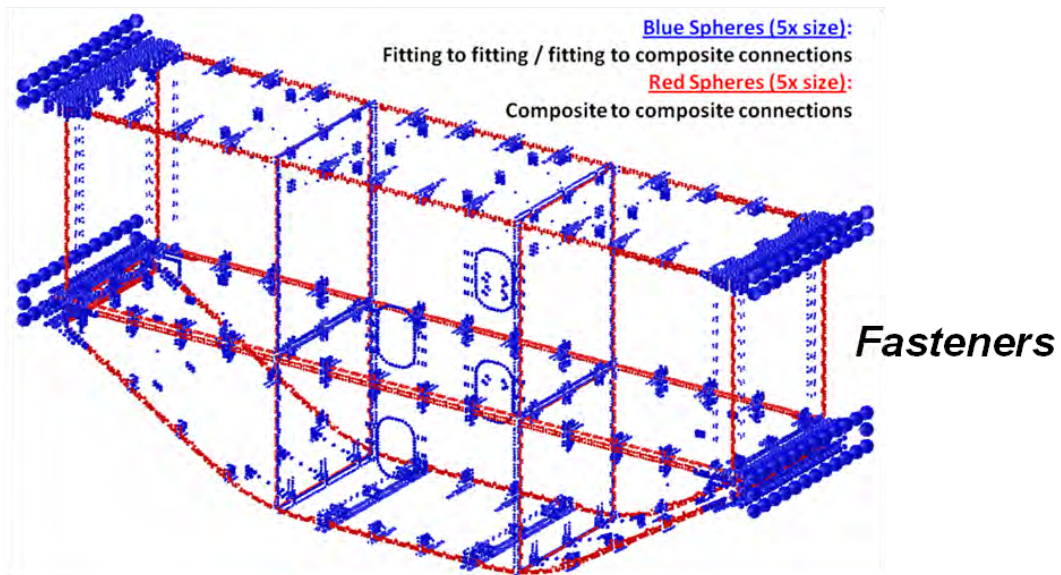 Blue Spheres (5x size):
Fitting to fitting / fitting to composite connections
Red Spheres (5x size):
Composite to composite connections
Fasteners